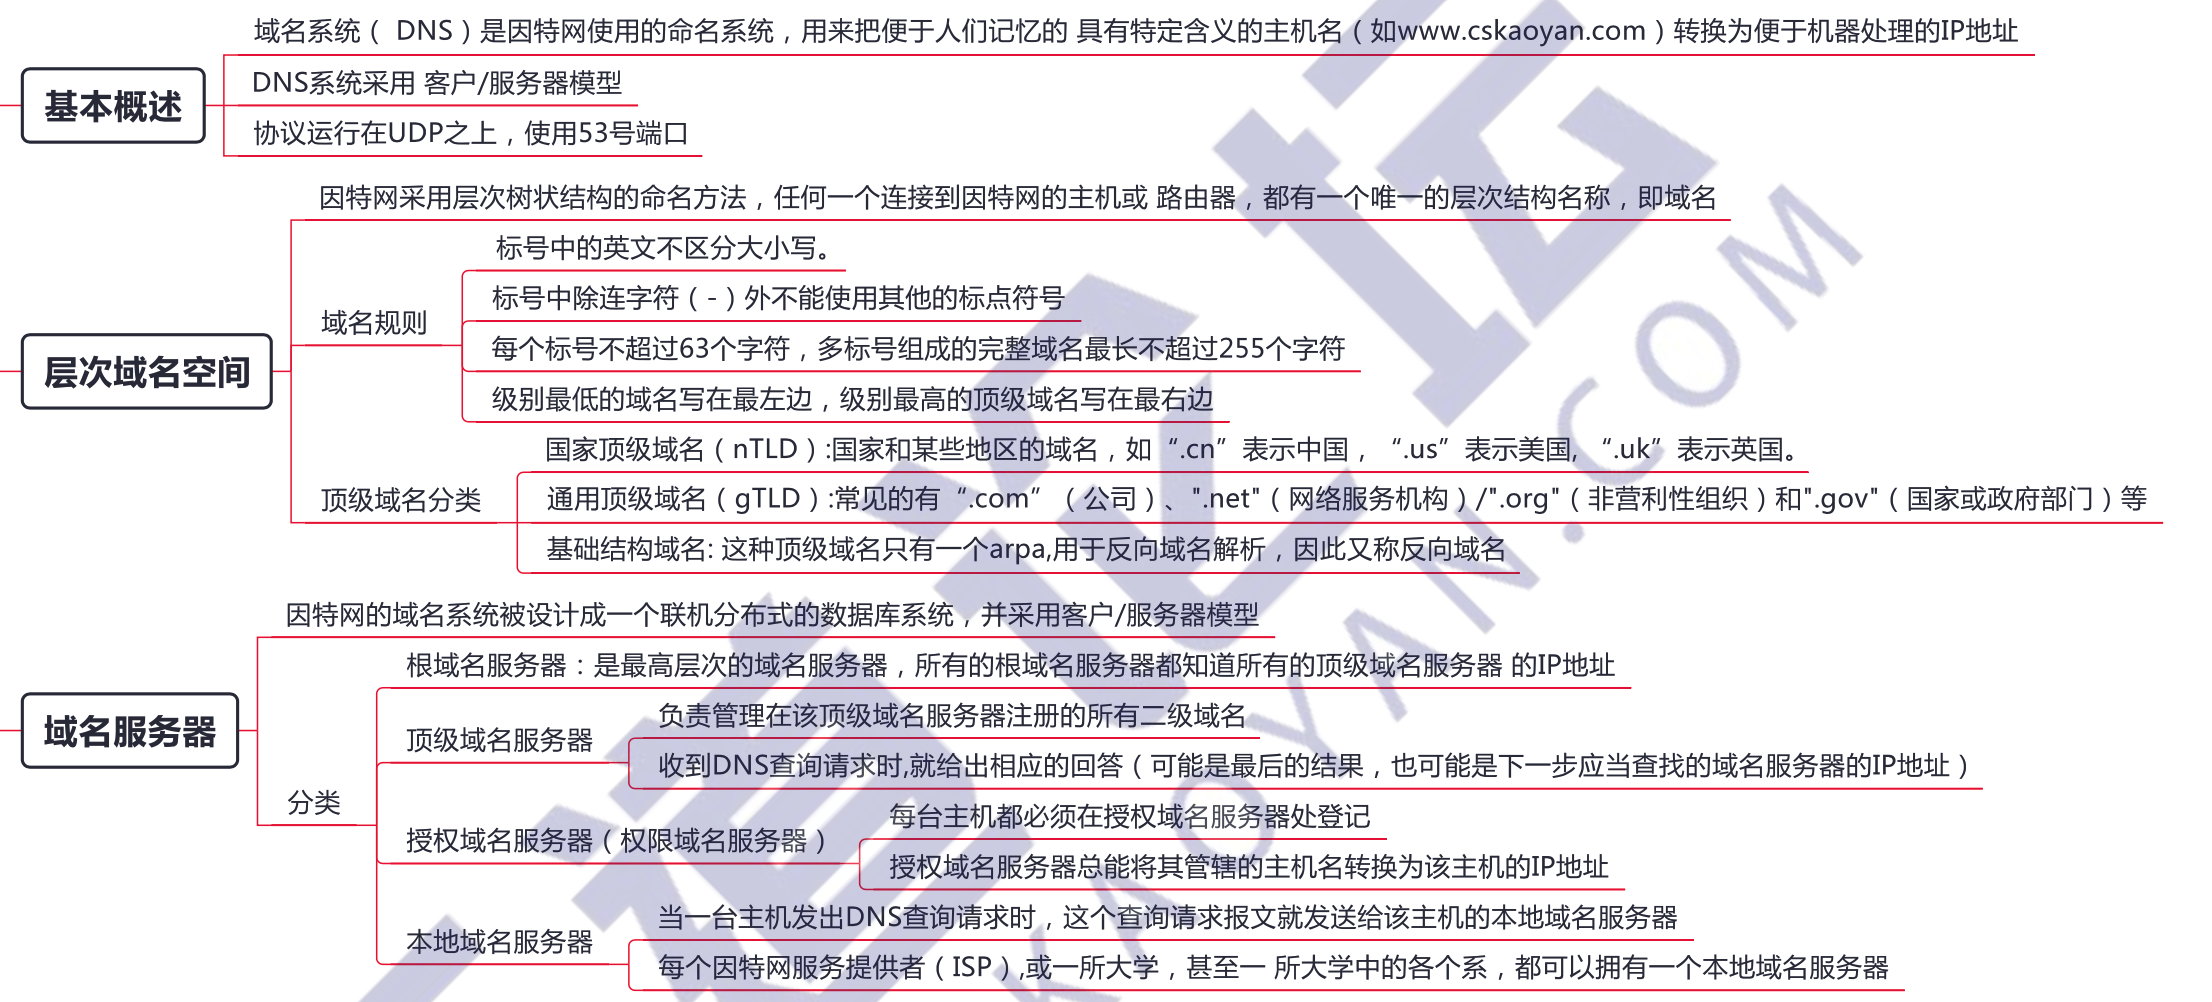 域名系统（ DNS）是因特网使用的命名系统，用来把便于人们记忆的 具有特定含义的主机名（如www.cskaoyan.com）转换为便于机器处理的IP地址
基本概述
DNS系统采用 客户/服务器模型
协议运行在UDP之上，使用53号端口
因特网采用层次树状结构的命名方法，任何一个连接到因特网的主机或 路由器，都有一个唯一的层次结构名称，即域名
层次域名空间
域名规则
标号中的英文不区分大小写。
标号中除连字符（-）外不能使用其他的标点符号
每个标号不超过63个字符，多标号组成的完整域名最长不超过255个字符
级别最低的域名写在最左边，级别最高的顶级域名写在最右边
顶级域名分类
国家顶级域名（nTLD）:国家和某些地区的域名，如“.cn”表示中国，“.us”表示美国,“.uk”表示英国。
通用顶级域名（gTLD）:常见的有“.com”（公司）、".net"（网络服务机构）/".org"（非营利性组织）和".gov"（国家或政府部门）等
基础结构域名: 这种顶级域名只有一个arpa,用于反向域名解析，因此又称反向域名
因特网的域名系统被设计成一个联机分布式的数据库系统，并采用客户/服务器模型
域名服务器
分类
根域名服务器：是最高层次的域名服务器，所有的根域名服务器都知道所有的顶级域名服务器 的IP地址
顶级域名服务器
负责管理在该顶级域名服务器注册的所有二级域名
收到DNS查询请求时,就给出相应的回答（可能是最后的结果，也可能是下一步应当查找的域名服务器的IP地址）
授权域名服务器（权限域名服务器）
每台主机都必须在授权域名服务器处登记
授权域名服务器总能将其管辖的主机名转换为该主机的IP地址
本地域名服务器
当一台主机发出DNS查询请求时，这个查询请求报文就发送给该主机的本地域名服务器
每个因特网服务提供者（ISP）,或一所大学，甚至一 所大学中的各个系，都可以拥有一个本地域名服务器
道论坛
KAOYAN.COM